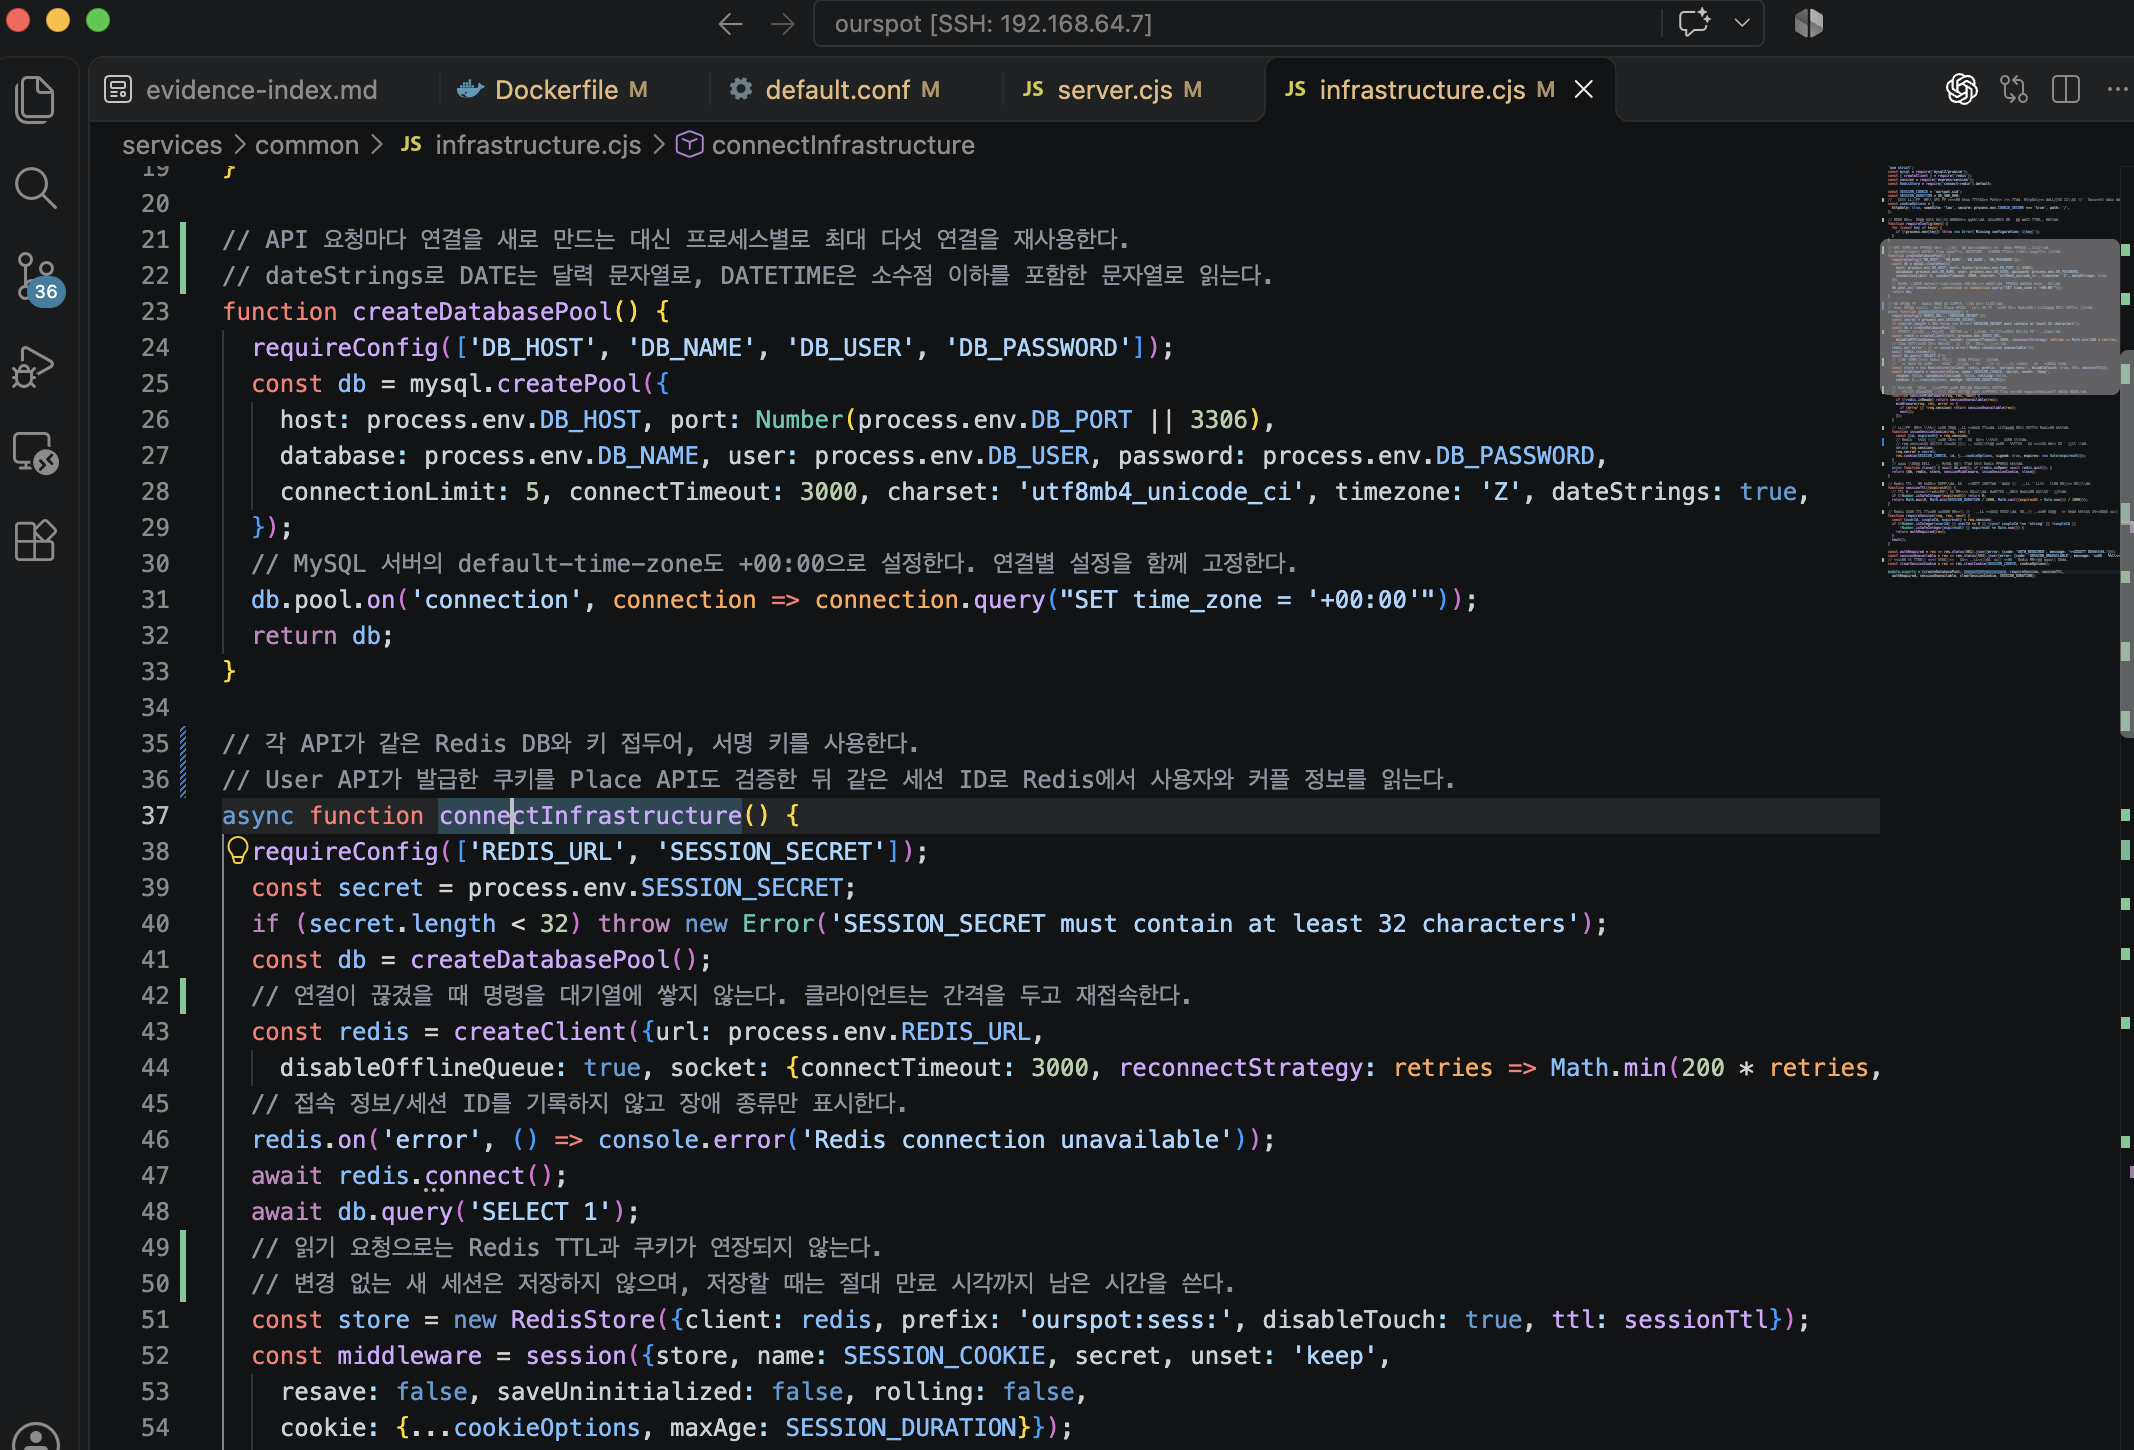 ourspot [SSH: 192.168.64.7]
evidence-index.md
Dockerfile M
default.conf M
JS server.cjs M
JS infrastructure.cjs M
services > common > JS infrastructure.cjs > connectInfrastructure
36
19 }
20
21 // API 요청마다 연결을 새로 만드는 대신 프로세스별로 최대 다섯 연결을 재사용한다.
22 // dateStrings로 DATE는 달력 문자열로, DATETIME은 소수점 이하를 포함한 문자열로 읽는다.
23 function createDatabasePool() {
24 requireConfig(['DB_HOST', 'DB_NAME', 'DB_USER', 'DB_PASSWORD']);
25 const db = mysql.createPool({
26 host: process.env.DB_HOST, port: Number(process.env.DB_PORT || 3306),
27 database: process.env.DB_NAME, user: process.env.DB_USER, password: process.env.DB_PASSWORD,
28 connectionLimit: 5, connectTimeout: 3000, charset: 'utf8mb4_unicode_ci', timezone: 'Z', dateStrings: true,
29 });
30 // MySQL 서버의 default-time-zone도 +00:00으로 설정한다. 연결별 설정을 함께 고정한다.
31 db.pool.on('connection', connection => connection.query("SET time_zone = '+00:00'"));
32 return db;
33 }
34
35 // 각 API가 같은 Redis DB와 키 접두어, 서명 키를 사용한다.
36 // User API가 발급한 쿠키를 Place API도 검증한 뒤 같은 세션 ID로 Redis에서 사용자와 커플 정보를 읽는다.
37 async function connectInfrastructure() {
38 requireConfig(['REDIS_URL', 'SESSION_SECRET']);
39 const secret = process.env.SESSION_SECRET;
40 if (secret.length < 32) throw new Error('SESSION_SECRET must contain at least 32 characters');
41 const db = createDatabasePool();
42 // 연결이 끊겼을 때 명령을 대기열에 쌓지 않는다. 클라이언트는 간격을 두고 재접속한다.
43 const redis = createClient({url: process.env.REDIS_URL,
44 disableOfflineQueue: true, socket: {connectTimeout: 3000, reconnectStrategy: retries => Math.min(200 * retries,
45 // 접속 정보/세션 ID를 기록하지 않고 장애 종류만 표시한다.
46 redis.on('error', () => console.error('Redis connection unavailable'));
47 await redis.connect();
48 await db.query('SELECT 1');
49 // 읽기 요청으로는 Redis TTL과 쿠키가 연장되지 않는다.
50 // 변경 없는 새 세션은 저장하지 않으며, 저장할 때는 절대 만료 시각까지 남은 시간을 쓴다.
51 const store = new RedisStore({client: redis, prefix: 'ourspot:sess:', disableTouch: true, ttl: sessionTtl});
52 const middleware = session({store, name: SESSION_COOKIE, secret, unset: 'keep',
53 resave: false, saveUninitialized: false, rolling: false,
54 cookie: {...cookieOptions, maxAge: SESSION_DURATION}});